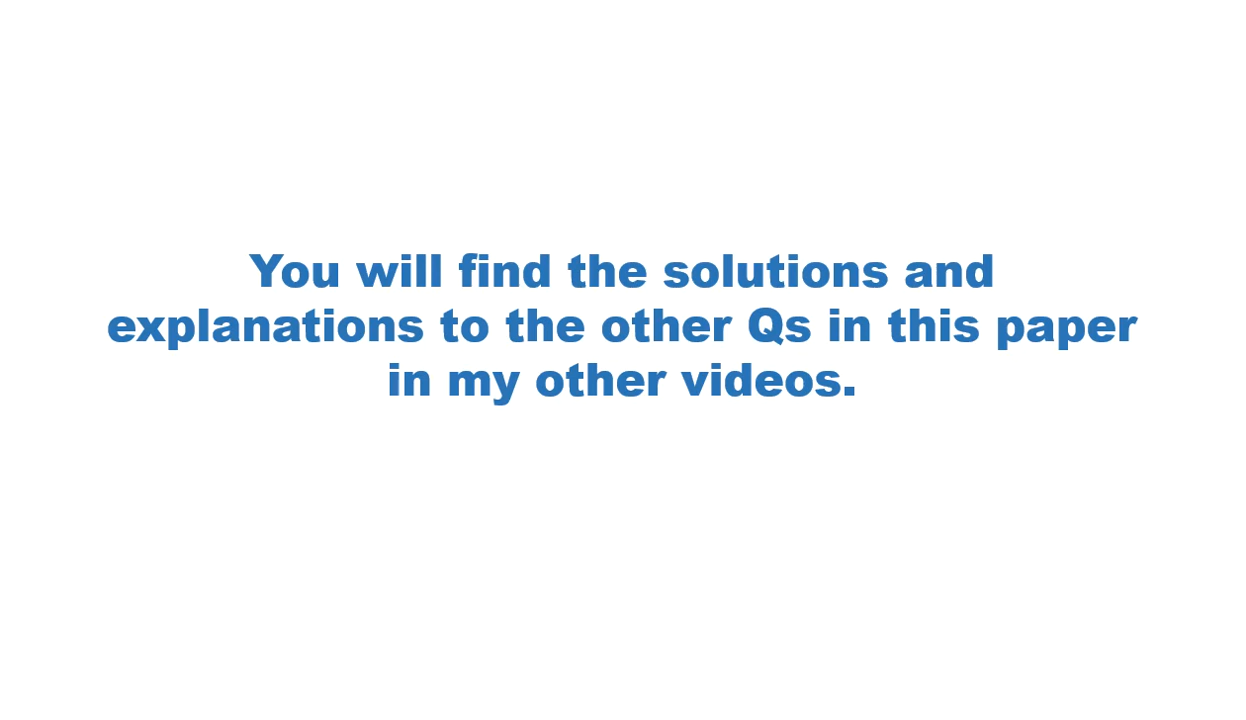 You will find the solutions and
explanations to the other Qs in this paper
in my other videos.